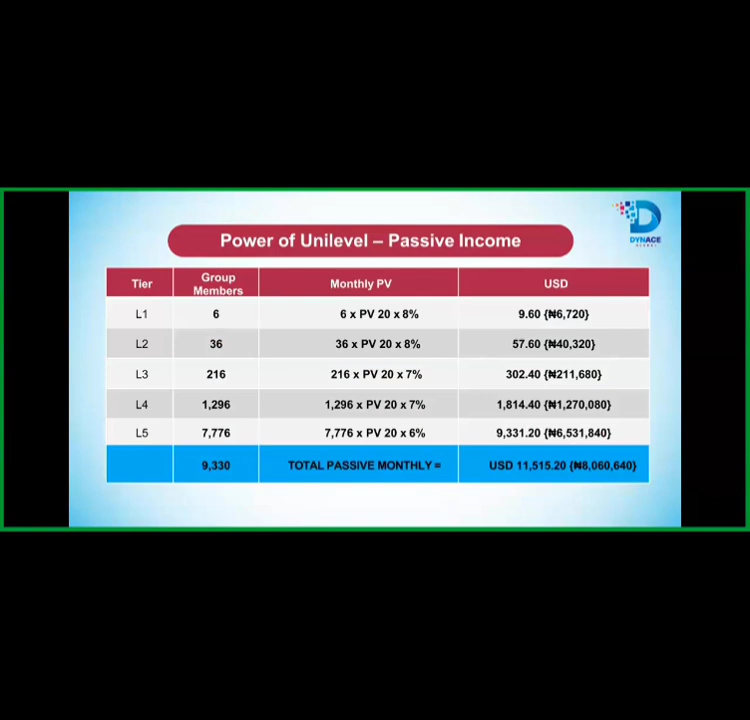 DYNACE
GLOBAL
Power of Unilevel – Passive Income
Tier Group Members Monthly PV USD
L1 6 6 x PV 20 x 8% 9.60 {₦6,720}
L2 36 36 x PV 20 x 8% 57.60 {₦40,320}
L3 216 216 x PV 20 x 7% 302.40 {₦211,680}
L4 1,296 1,296 x PV 20 x 7% 1,814.40 {₦1,270,080}
L5 7,776 7,776 x PV 20 x 6% 9,331.20 {₦6,531,840}
9,330 TOTAL PASSIVE MONTHLY = USD 11,515.20 {₦8,060,640}